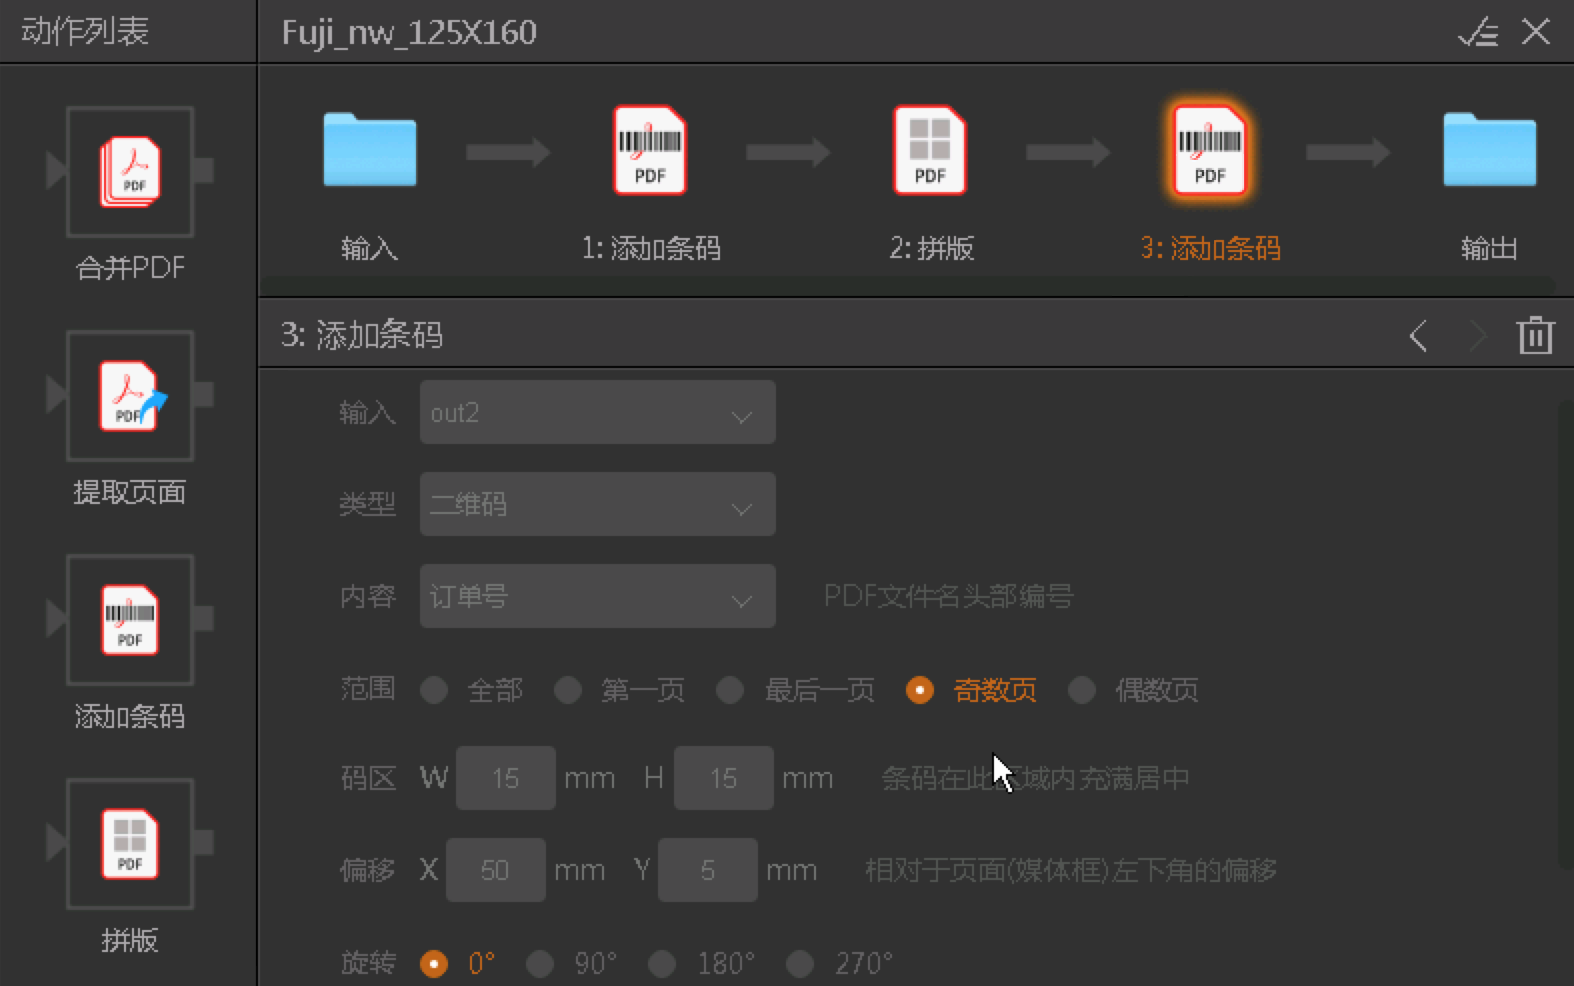 动作列表
Fuji_nw_125X160
PDF
合并PDF
PDF
提取页面
PDF
添加条码
PDF
拼版
输入
PDF
1: 添加条码
PDF
2: 拼版
PDF
3: 添加条码
输出
3: 添加条码
输入 out2
类型 二维码
内容 订单号 PDF文件名头部编号
范围 全部 第一页 最后一页 奇数页 偶数页
码区 W 15 mm H 15 mm 条码在此区域内充满居中
偏移 X 50 mm Y 5 mm 相对于页面(媒体框)左下角的偏移
旋转 0° 90° 180° 270°